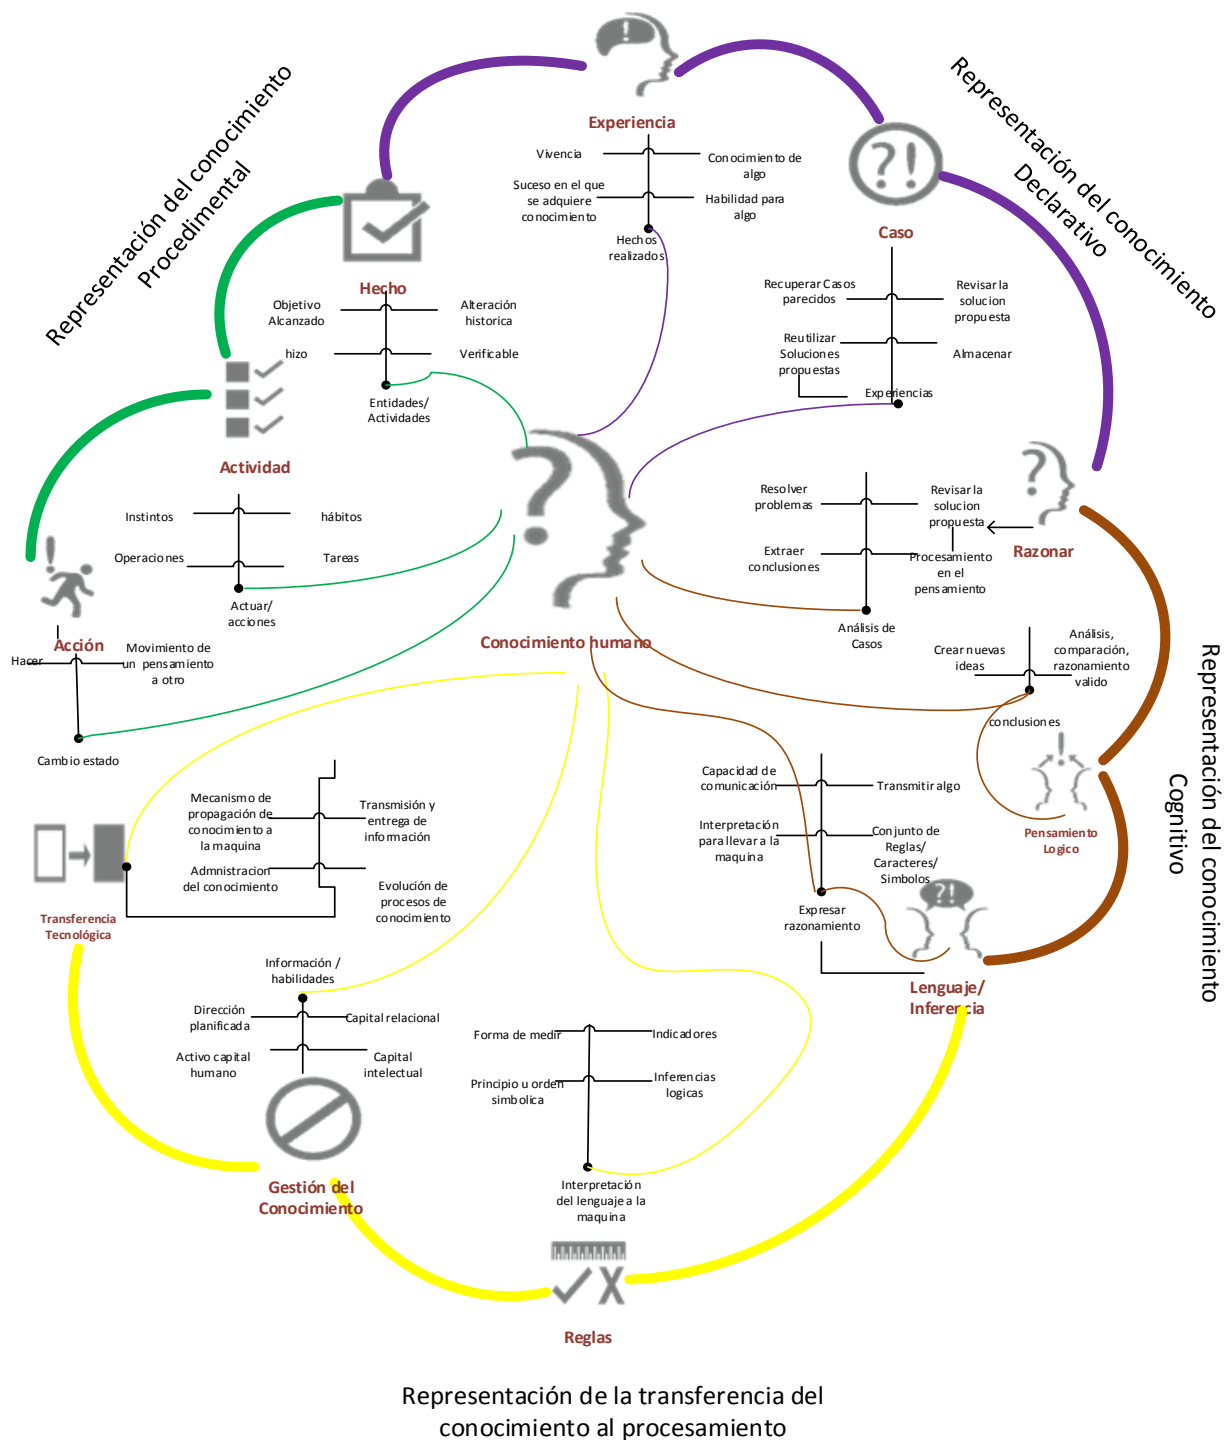 Representación del conocimiento
Procedimental
Representación del conocimiento
Declarativo
Experiencia
Vivencia
Conocimiento de
algo
Suceso en el que
se adquiere
conocimiento
Habilidad para
algo
Hechos
realizados
Caso
Recuperar Casos
parecidos
Revisar la
solucion
propuesta
Reutilizar
Soluciones
propuestas
Almacenar
Experiencias
Hecho
Objetivo
Alcanzado
Alteración
historica
hizo
Verificable
Entidades/
Actividades
Actividad
Instintos
hábitos
Operaciones
Tareas
Actuar/
acciones
Resolver
problemas
Revisar la
solucion
propuesta
Extraer
conclusiones
Procesamiento
en el
pensamiento
Razonar
Análisis de
Casos
Acción
Hacer
Movimiento de
un pensamiento
a otro
Cambio estado
Conocimiento humano
Crear nuevas
ideas
Análisis,
comparación,
razonamiento
valido
conclusiones
Pensamiento
Logico
Representación del conocimiento
Cognitivo
Capacidad de
comunicación
Transmitir algo
Interpretación
para llevar a la
maquina
Conjunto de
Reglas/
Caracteres/
Simbolos
Expresar
razonamiento
Lenguaje/
Inferencia
Mecanismo de
propagación de
conocimiento a
la maquina
Transmisión y
entrega de
información
Admnistracion
del conocimiento
Evolución de
procesos de
conocimiento
Transferencia
Tecnológica
Información /
habilidades
Dirección
planificada
Capital relacional
Activo capital
humano
Capital
intelectual
Gestión del
Conocimiento
Forma de medir
Indicadores
Principio u orden
simbolica
Inferencias
logicas
Interpretación
del lenguaje a la
maquina
Reglas
Representación de la transferencia del
conocimiento al procesamiento